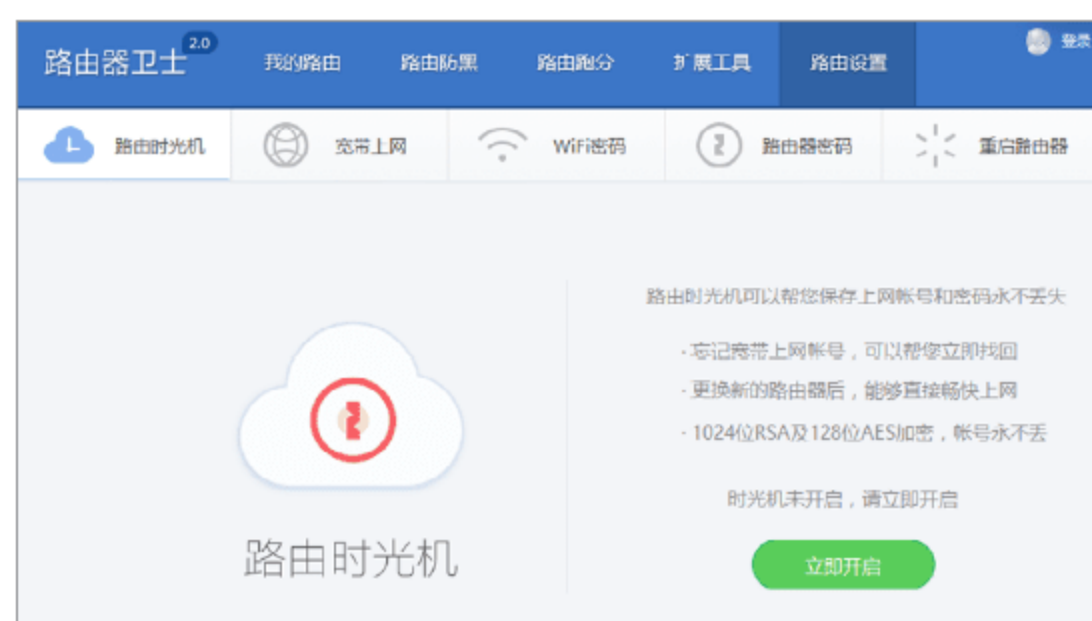 路由器卫士 2.0 我的路由 路由防黑 路由跑分 扩展工具 路由设置 登录
路由时光机 宽带上网 WiFi密码 路由器密码 重启路由器
路由时光机可以帮您保存上网帐号和密码永不丢失
· 忘记宽带上网帐号,可以帮您立即找回
· 更换新的路由器后,能够直接畅快上网
· 1024位RSA及128位AES加密,帐号永不丢
时光机未开启,请立即开启
路由时光机
立即开启